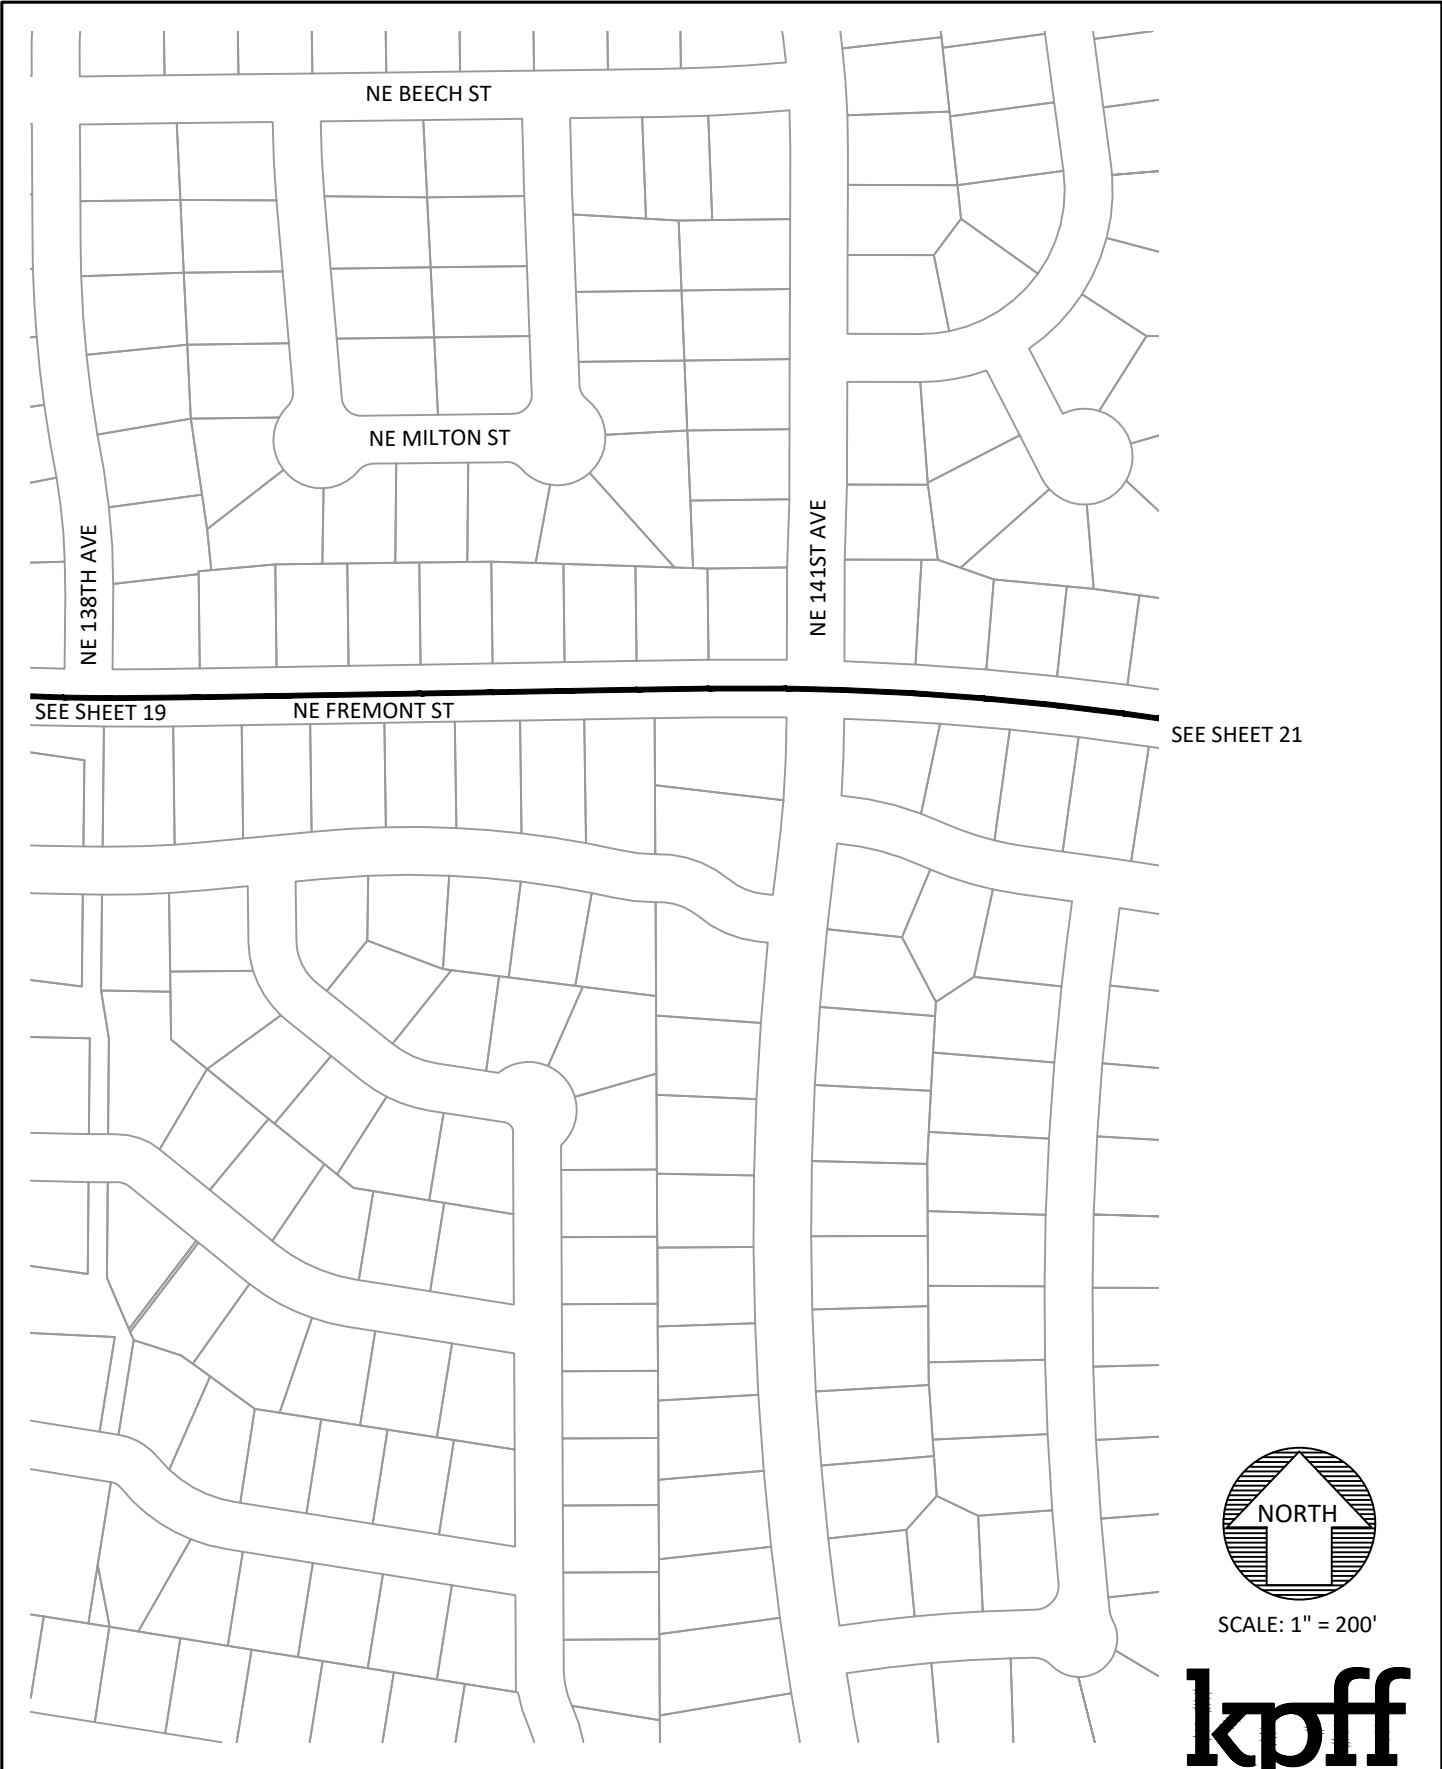 NE BEECH ST
NE MILTON ST
NE 138TH AVE
NE 141ST AVE
SEE SHEET 19
NE FREMONT ST
SEE SHEET 21
NORTH
SCALE: 1" = 200'
kpff